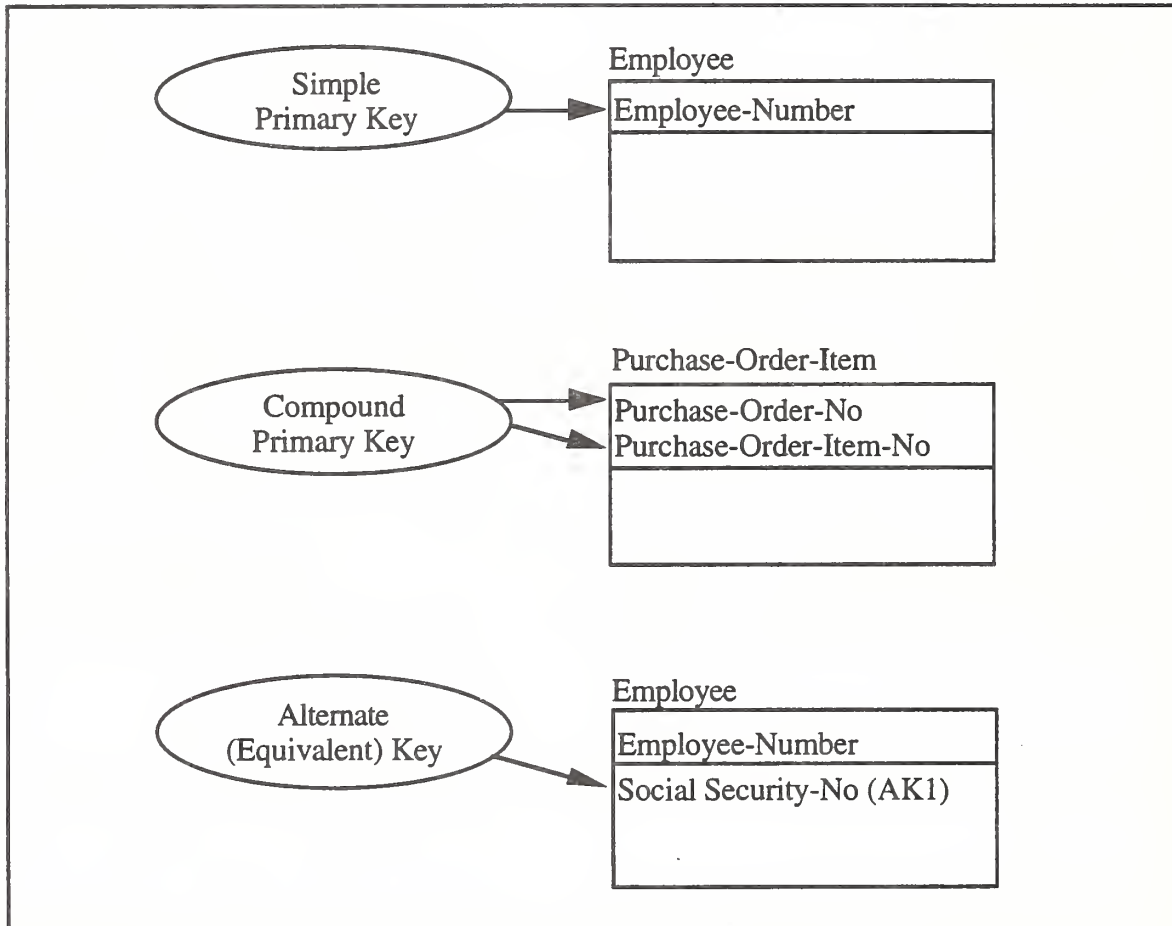 Simple
Primary Key
Employee
Employee-Number
Compound
Primary Key
Purchase-Order-Item
Purchase-Order-No
Purchase-Order-Item-No
Alternate
(Equivalent) Key
Employee
Employee-Number
Social Security-No (AK1)